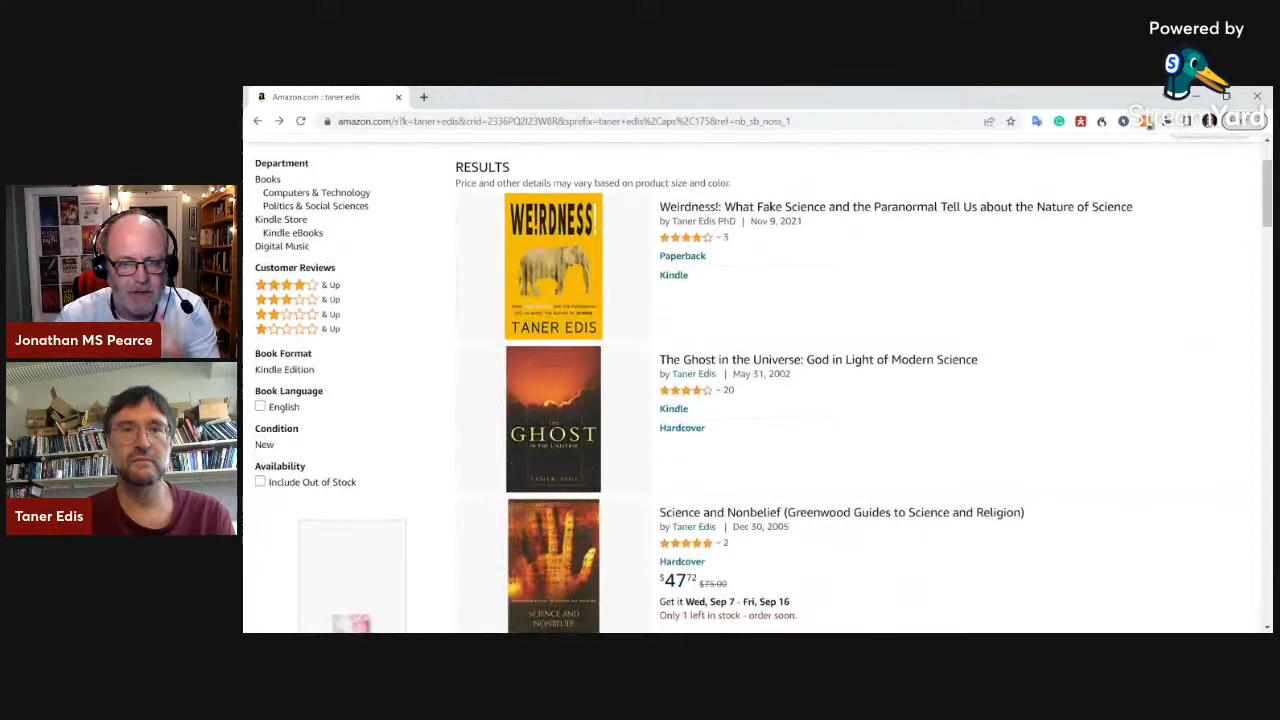 Powered by
StreamYard
Amazon.com : taner edis
amazon.com/s?k=taner+edis&crid=2336PQ2I23W8R&sprefix=taner+edis%2Caps%2C175&ref=nb_sb_noss_1
Department
Books
Computers & Technology
Politics & Social Sciences
Kindle Store
Kindle eBooks
Digital Music
Customer Reviews
& Up
& Up
& Up
& Up
Book Format
Kindle Edition
Book Language
English
Condition
New
Availability
Include Out of Stock
RESULTS
Price and other details may vary based on product size and color.
WE!RDNESS!
TANER EDIS
Weirdness!: What Fake Science and the Paranormal Tell Us about the Nature of Science
by Taner Edis PhD | Nov 9, 2021
3
Paperback
Kindle
THE
GHOST
IN THE UNIVERSE
TANER EDIS
The Ghost in the Universe: God in Light of Modern Science
by Taner Edis | May 31, 2002
20
Kindle
Hardcover
SCIENCE AND
NONBELIEF
Science and Nonbelief (Greenwood Guides to Science and Religion)
by Taner Edis | Dec 30, 2005
2
Hardcover
$47.72 $75.00
Get it Wed, Sep 7 - Fri, Sep 16
Only 1 left in stock - order soon.
Jonathan MS Pearce
Taner Edis